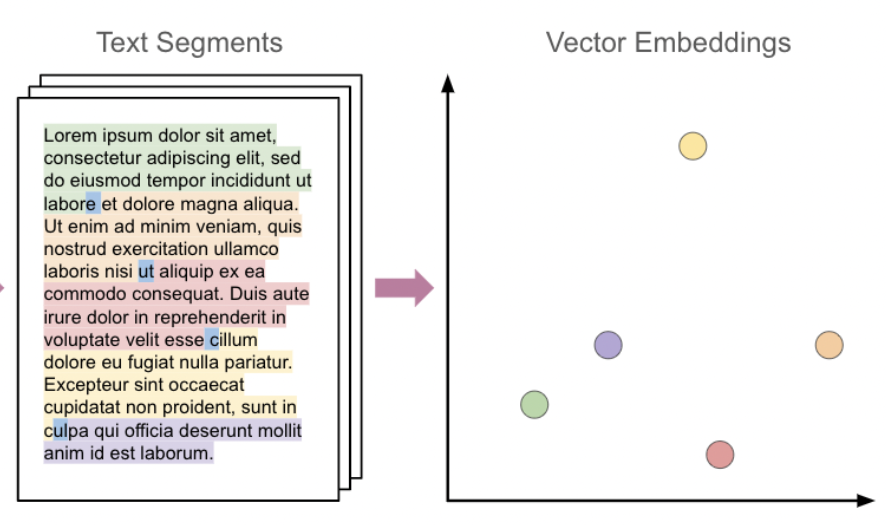 Text Segments
Vector Embeddings
Lorem ipsum dolor sit amet,
consectetur adipiscing elit, sed
do eiusmod tempor incididunt ut
labore et dolore magna aliqua.
Ut enim ad minim veniam, quis
nostrud exercitation ullamco
laboris nisi ut aliquip ex ea
commodo consequat. Duis aute
irure dolor in reprehenderit in
voluptate velit esse cillum
dolore eu fugiat nulla pariatur.
Excepteur sint occaecat
cupidatat non proident, sunt in
culpa qui officia deserunt mollit
anim id est laborum.